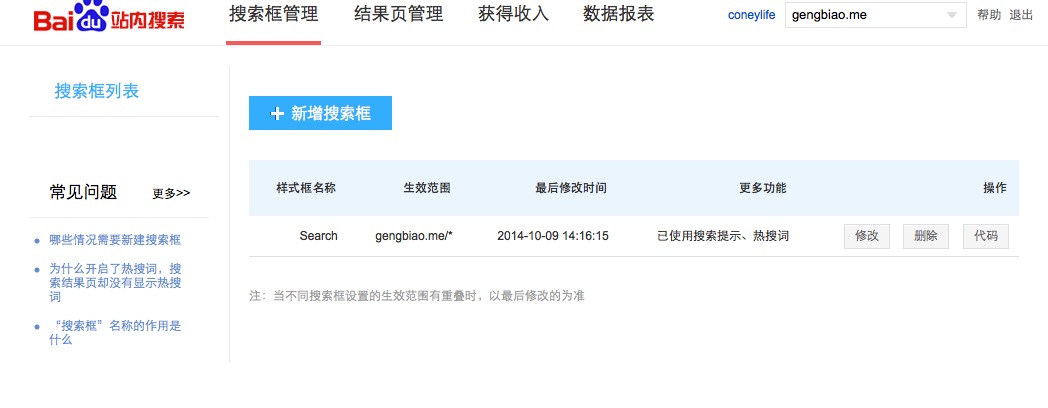 Bai du 站内搜索
搜索框管理 结果页管理 获得收入 数据报表 coneylife gengbiao.me 帮助 退出
搜索框列表
常见问题 更多>>
哪些情况需要新建搜索框
为什么开启了热搜词，搜
索结果页却没有显示热搜
词
“搜索框”名称的作用是
什么
+ 新增搜索框
样式框名称 生效范围 最后修改时间 更多功能 操作
Search gengbiao.me/* 2014-10-09 14:16:15 已使用搜索提示、热搜词 修改 删除 代码
注：当不同搜索框设置的生效范围有重叠时，以最后修改的为准